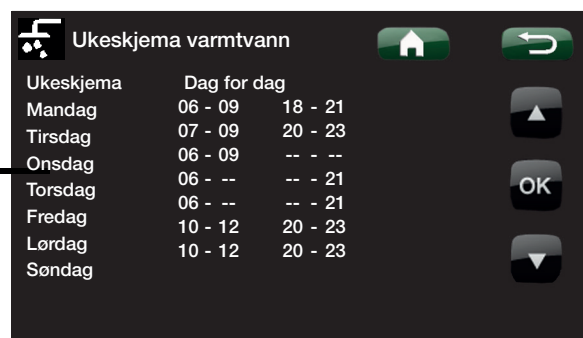 Ukeskjema varmtvann
Ukeskjema Dag for dag
Mandag 06 - 09 18 - 21
Tirsdag 07 - 09 20 - 23
Onsdag 06 - 09 -- - --
Torsdag 06 - -- -- - 21
Fredag 06 - -- -- - 21
Lørdag 10 - 12 20 - 23
Søndag 10 - 12 20 - 23
OK